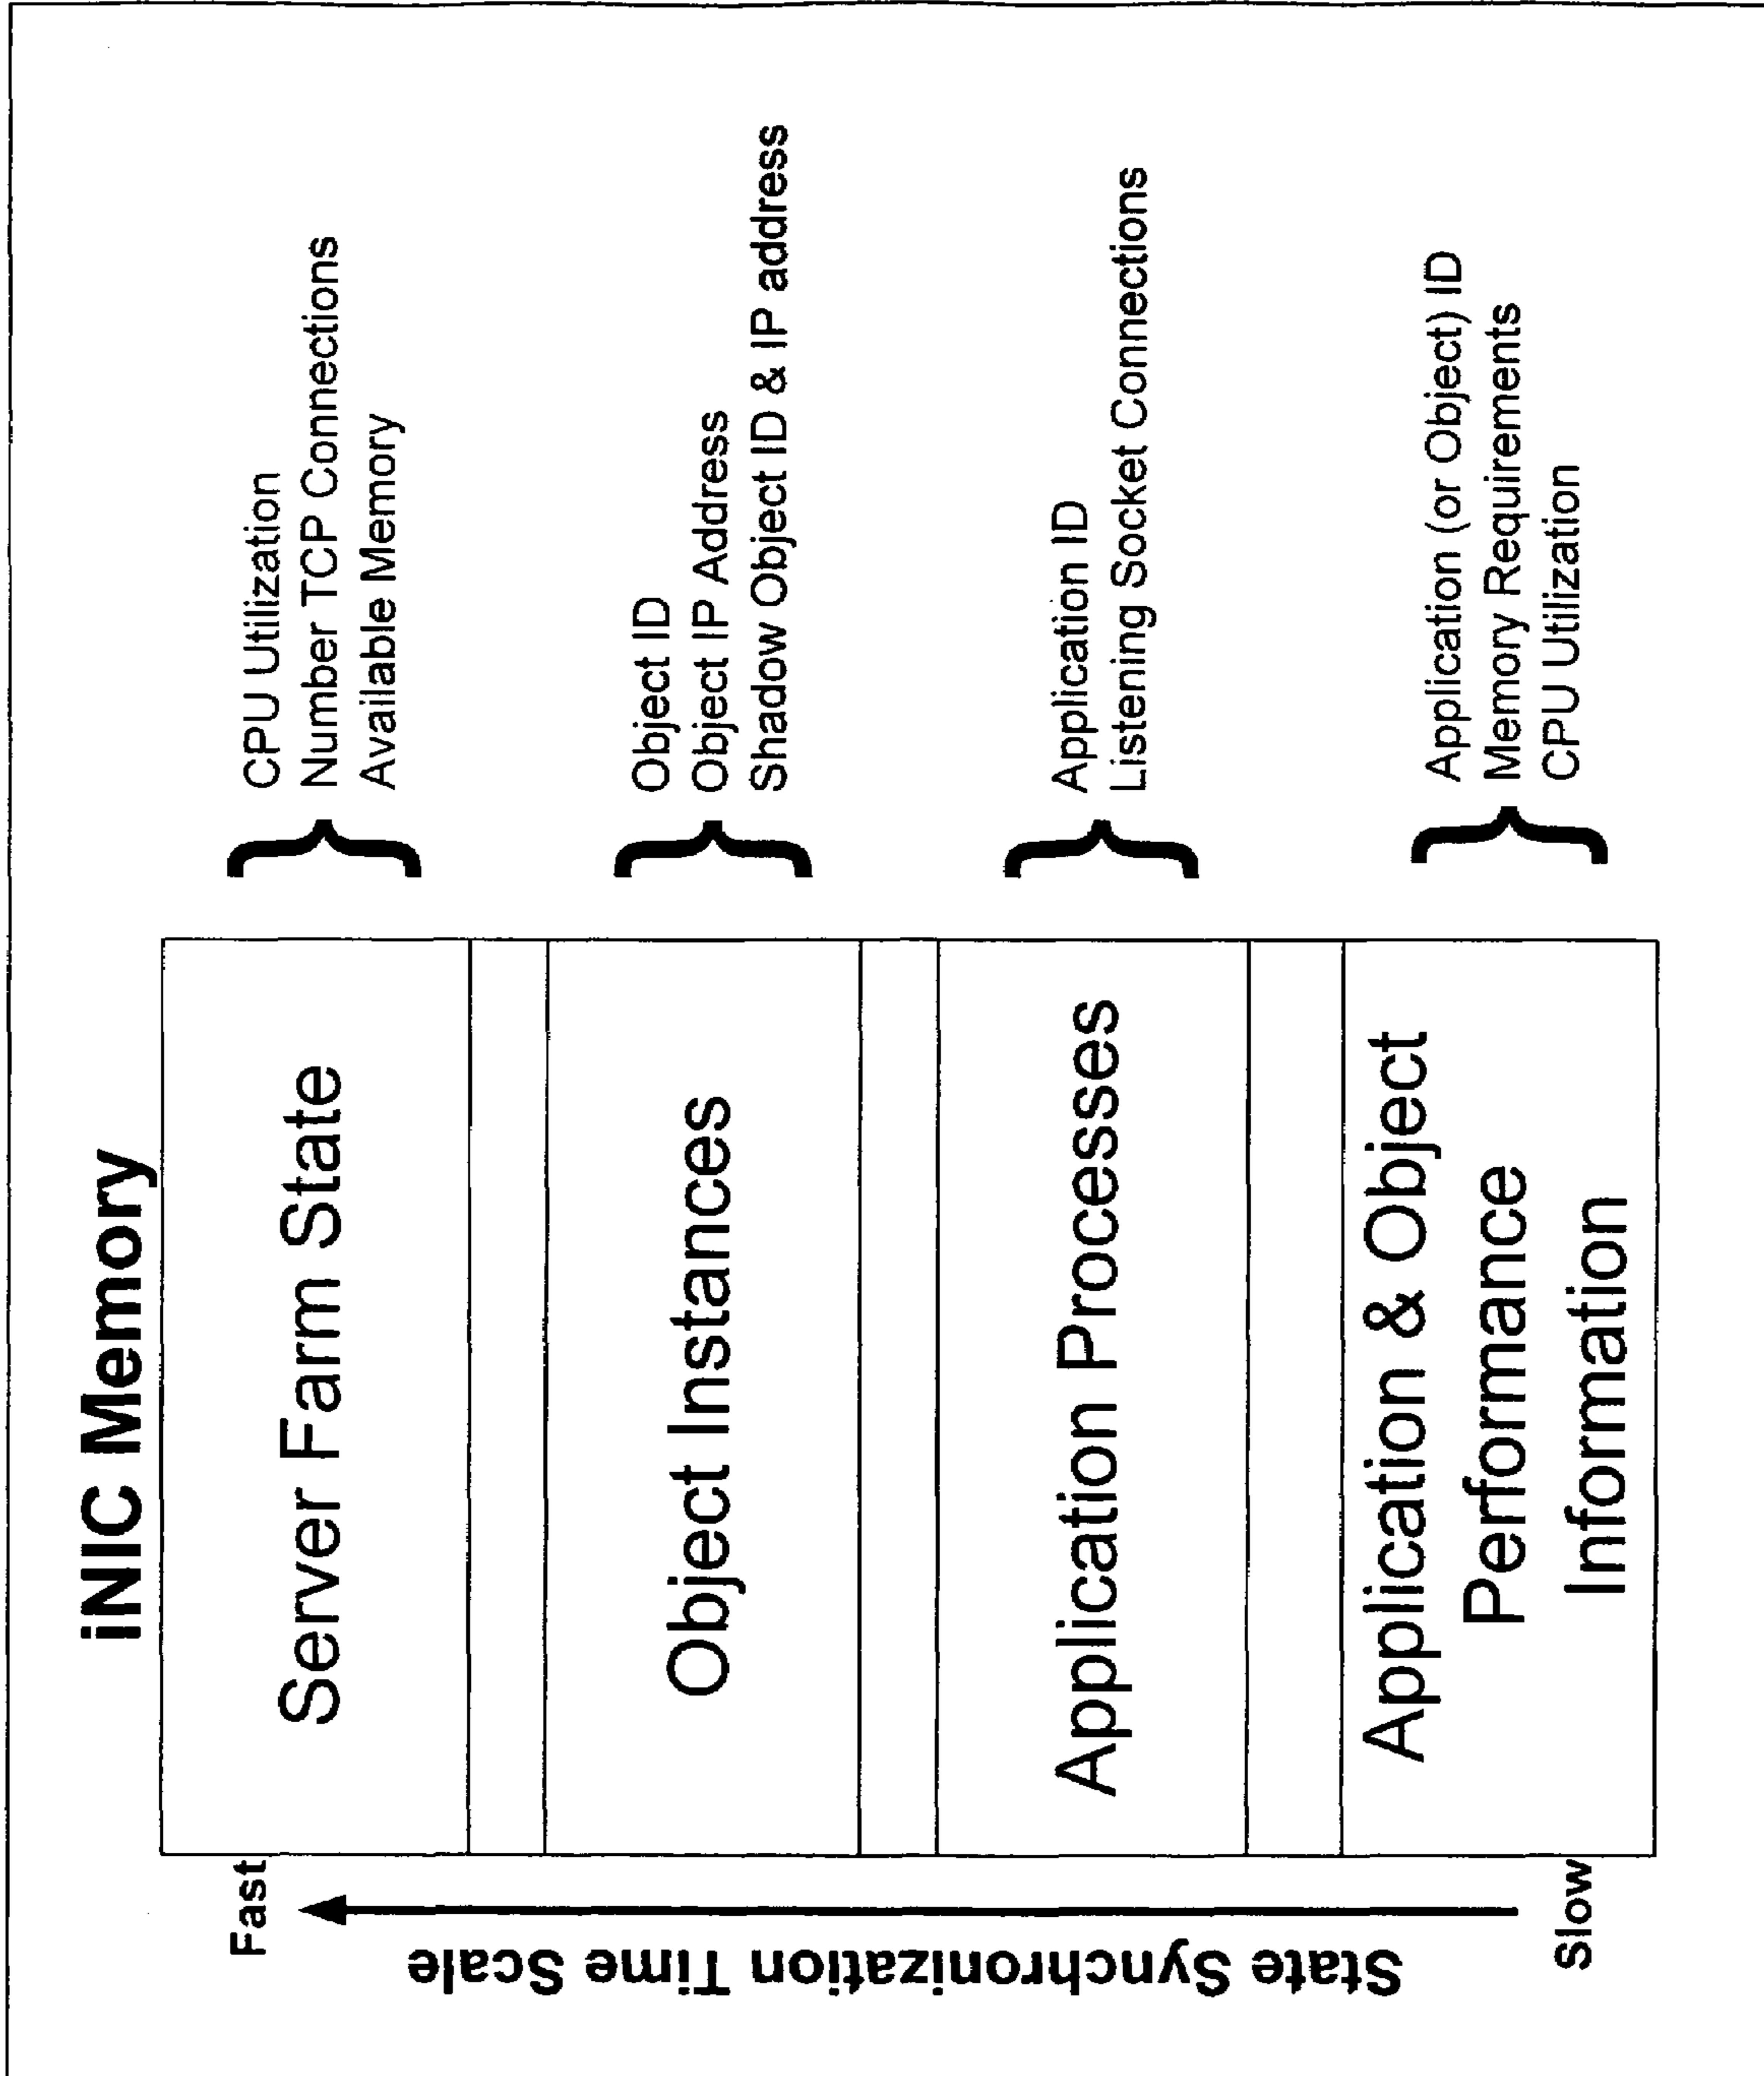 iNIC Memory
Fast
State Synchronization Time Scale
Slow
Server Farm State
CPU Utilization
Number TCP Connections
Available Memory
Object Instances
Object ID
Object IP Address
Shadow Object ID & IP address
Application Processes
Application ID
Listening Socket Connections
Application & Object
Performance
Information
Application (or Object) ID
Memory Requirements
CPU Utilization